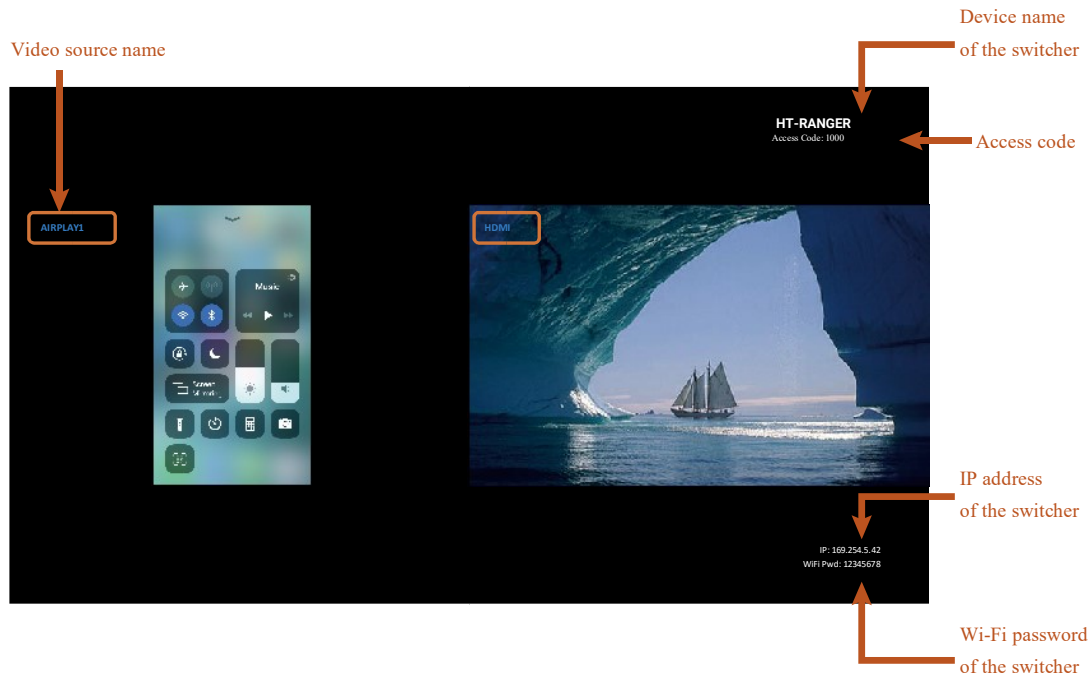 Device name
of the switcher
Video source name
HT-RANGER
Access Code: 1000
Access code
AIRPLAY1
HDMI
Music
Screen
IP address
of the switcher
IP: 169.254.5.42
WiFi Pwd: 12345678
Wi-Fi password
of the switcher